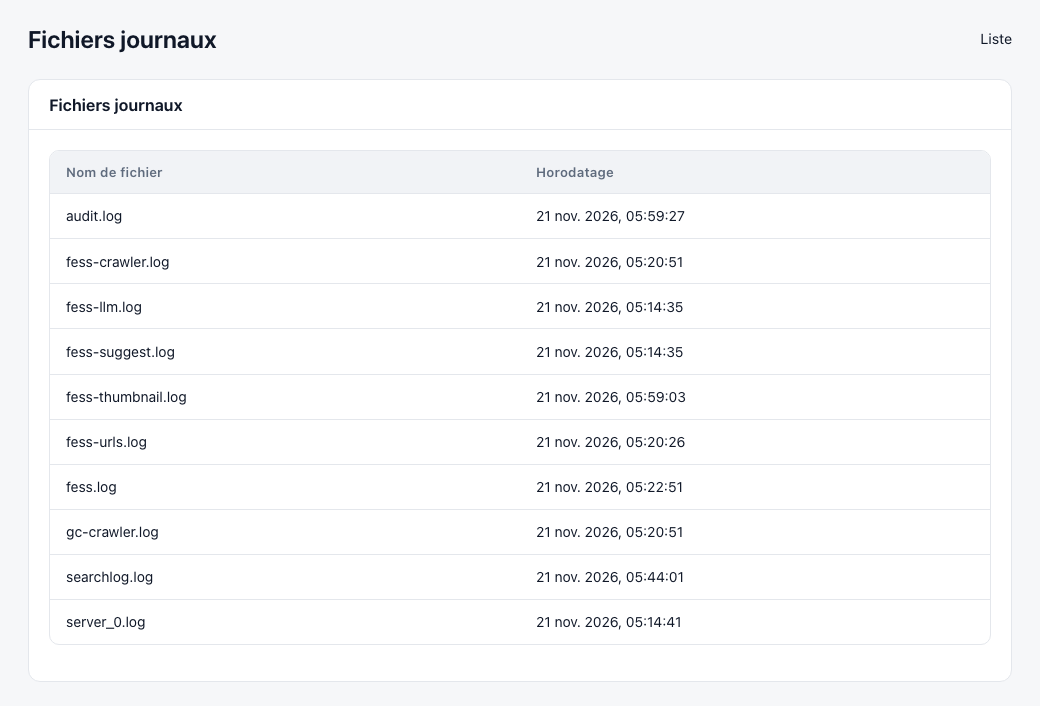 Fichiers journaux
Liste
Fichiers journaux
Nom de fichier Horodatage
audit.log 21 nov. 2026, 05:59:27
fess-crawler.log 21 nov. 2026, 05:20:51
fess-llm.log 21 nov. 2026, 05:14:35
fess-suggest.log 21 nov. 2026, 05:14:35
fess-thumbnail.log 21 nov. 2026, 05:59:03
fess-urls.log 21 nov. 2026, 05:20:26
fess.log 21 nov. 2026, 05:22:51
gc-crawler.log 21 nov. 2026, 05:20:51
searchlog.log 21 nov. 2026, 05:44:01
server_0.log 21 nov. 2026, 05:14:41